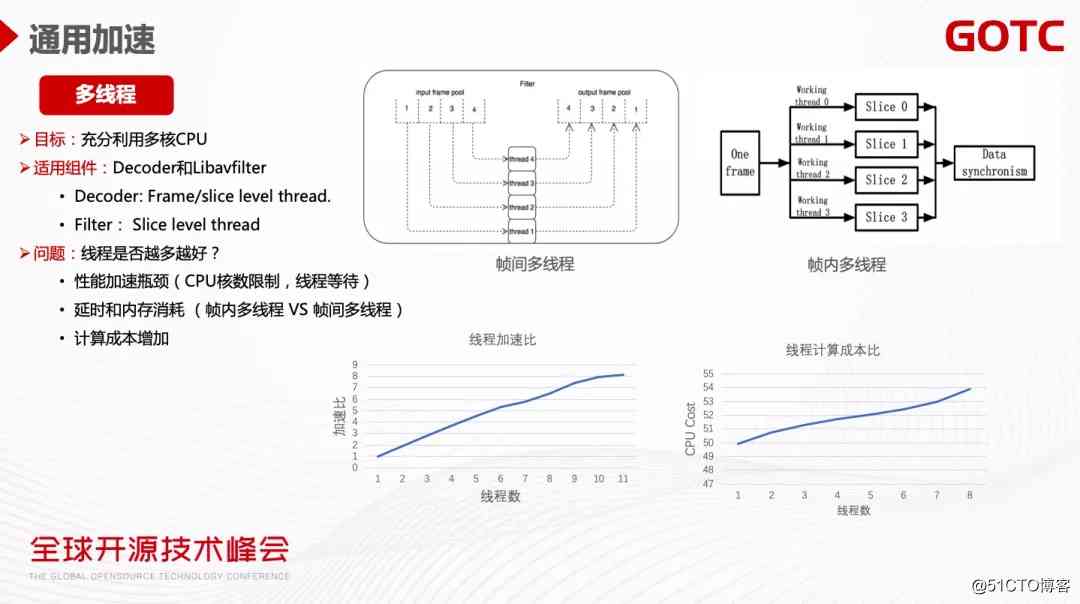 通用加速
GOTC
多线程
目标：充分利用多核CPU
适用组件：Decoder和Libavfilter
• Decoder: Frame/slice level thread.
• Filter： Slice level thread
问题：线程是否越多越好？
• 性能加速瓶颈（CPU核数限制，线程等待）
• 延时和内存消耗 （ 帧内多线程 VS 帧间多线程 ）
• 计算成本增加
Filter
input frame pool
output frame pool
1 2 3 4
4 3 2 1
thread 4
thread 3
thread 2
thread 1
帧间多线程
One frame
Working thread 0
Working thread 1
Working thread 2
Working thread 3
Slice 0
Slice 1
Slice 2
Slice 3
Data synchronism
帧内多线程
线程加速比
加速比
9
8
7
6
5
4
3
2
1
0
1 2 3 4 5 6 7 8 9 10 11
线程数
线程计算成本比
CPU Cost
55
54
53
52
51
50
49
48
47
1 2 3 4 5 6 7 8
线程数
全球开源技术峰会
THE GLOBAL OPENSOURCE TECHNOLOGY CONFERENCE
@51CTO博客